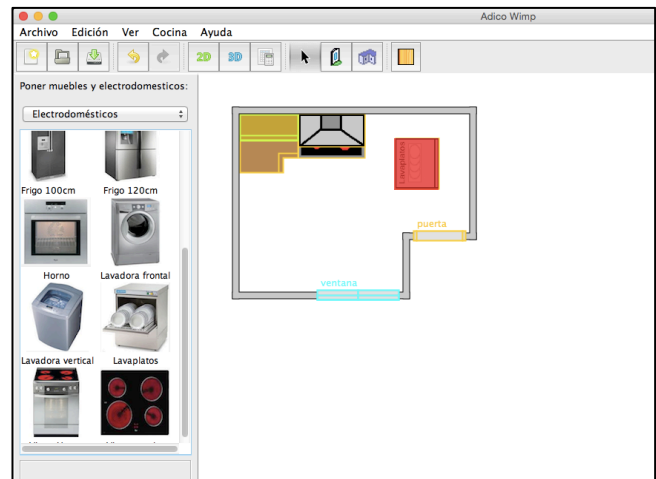 Adico Wimp
Archivo Edición Ver Cocina Ayuda
2D 3D
Poner muebles y electrodomesticos:
Electrodomésticos
Frigo 100cm Frigo 120cm
Horno Lavadora frontal
Lavadora vertical Lavaplatos
Lavaplatos
puerta
ventana